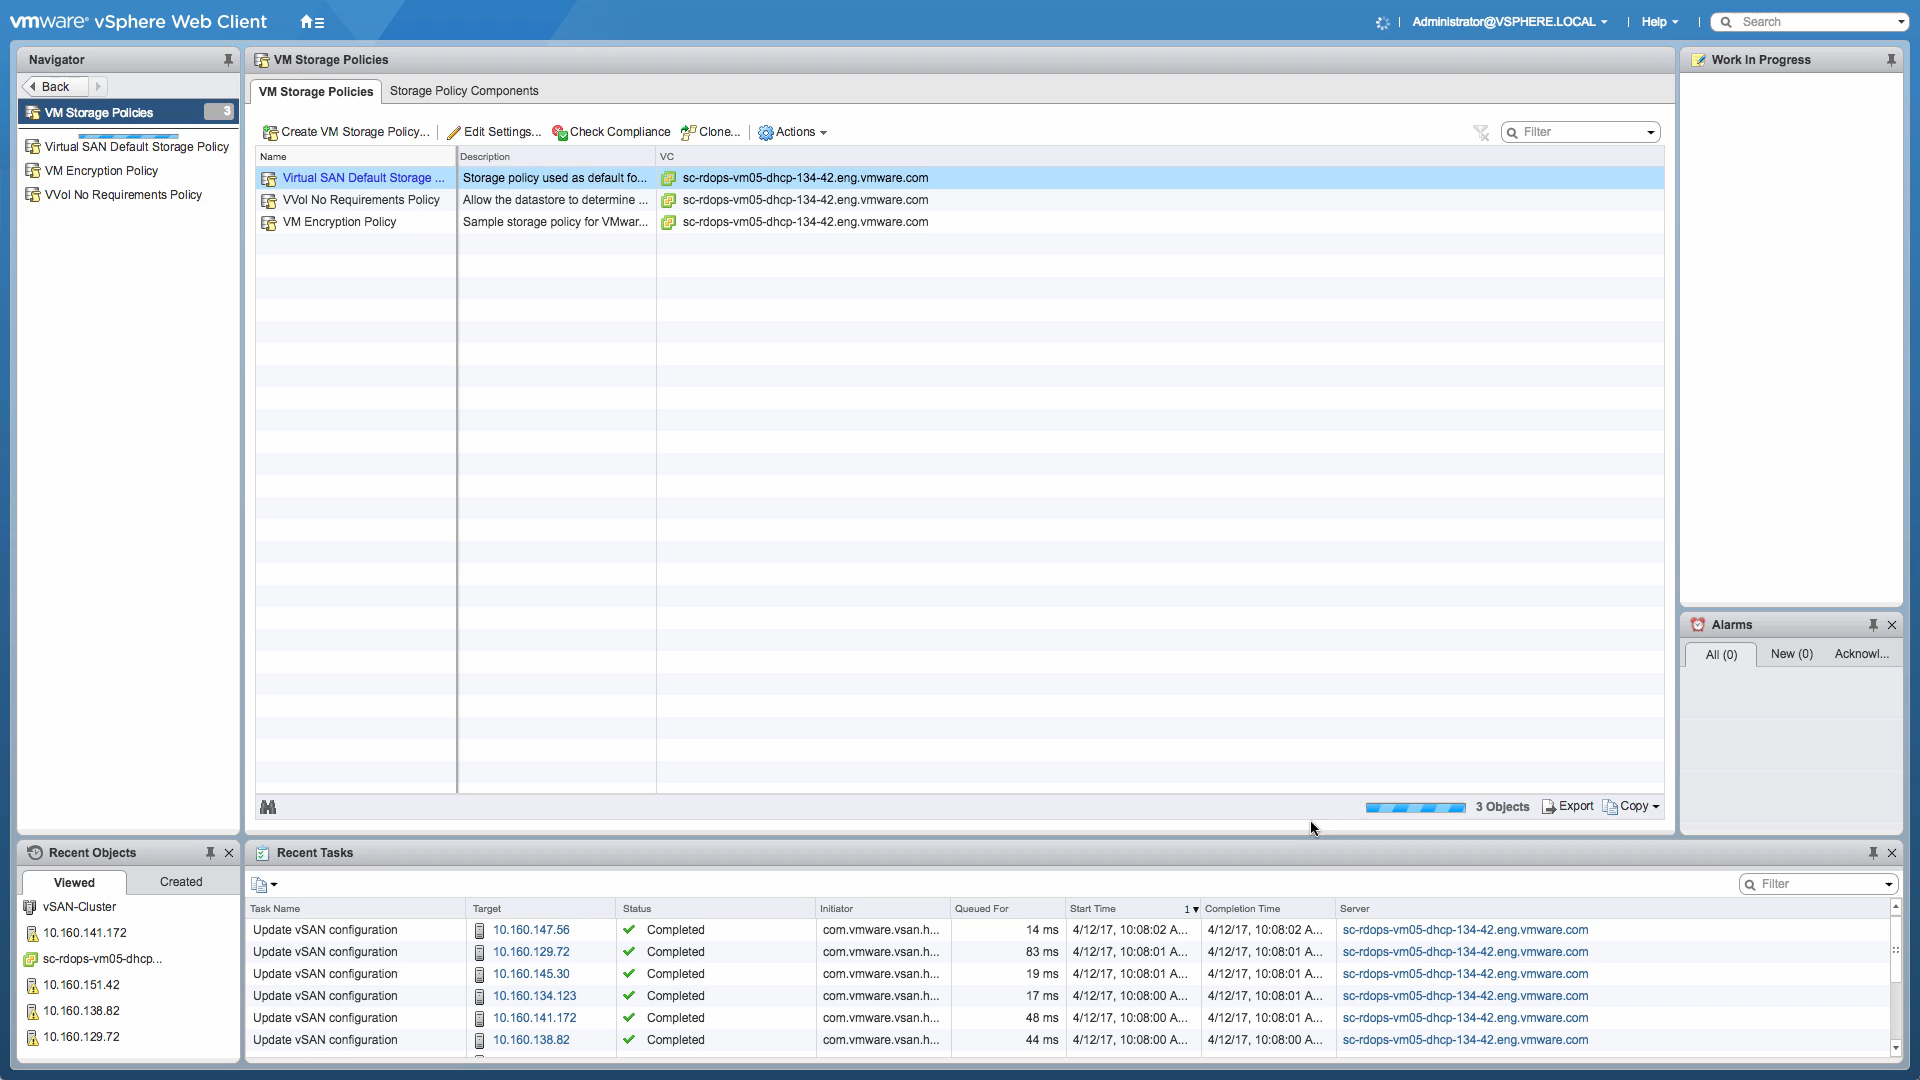 vmware® vSphere Web Client
Administrator@VSPHERE.LOCAL | Help | Search
Navigator
Back
VM Storage Policies 3
Virtual SAN Default Storage Policy
VM Encryption Policy
VVol No Requirements Policy
VM Storage Policies
VM Storage Policies Storage Policy Components
Create VM Storage Policy... Edit Settings... Check Compliance Clone... Actions Filter
Name Description VC
Virtual SAN Default Storage ... Storage policy used as default fo... sc-rdops-vm05-dhcp-134-42.eng.vmware.com
VVol No Requirements Policy Allow the datastore to determine ... sc-rdops-vm05-dhcp-134-42.eng.vmware.com
VM Encryption Policy Sample storage policy for VMwar... sc-rdops-vm05-dhcp-134-42.eng.vmware.com
3 Objects Export Copy
Work In Progress
Alarms
All (0) New (0) Acknowl...
Recent Objects
Viewed Created
vSAN-Cluster
10.160.141.172
sc-rdops-vm05-dhcp...
10.160.151.42
10.160.138.82
10.160.129.72
Recent Tasks
Filter
Task Name Target Status Initiator Queued For Start Time 1 Completion Time Server
Update vSAN configuration 10.160.147.56 Completed com.vmware.vsan.h... 14 ms 4/12/17, 10:08:02 A... 4/12/17, 10:08:02 A... sc-rdops-vm05-dhcp-134-42.eng.vmware.com
Update vSAN configuration 10.160.129.72 Completed com.vmware.vsan.h... 83 ms 4/12/17, 10:08:01 A... 4/12/17, 10:08:01 A... sc-rdops-vm05-dhcp-134-42.eng.vmware.com
Update vSAN configuration 10.160.145.30 Completed com.vmware.vsan.h... 19 ms 4/12/17, 10:08:01 A... 4/12/17, 10:08:01 A... sc-rdops-vm05-dhcp-134-42.eng.vmware.com
Update vSAN configuration 10.160.134.123 Completed com.vmware.vsan.h... 17 ms 4/12/17, 10:08:00 A... 4/12/17, 10:08:01 A... sc-rdops-vm05-dhcp-134-42.eng.vmware.com
Update vSAN configuration 10.160.141.172 Completed com.vmware.vsan.h... 48 ms 4/12/17, 10:08:00 A... 4/12/17, 10:08:01 A... sc-rdops-vm05-dhcp-134-42.eng.vmware.com
Update vSAN configuration 10.160.138.82 Completed com.vmware.vsan.h... 44 ms 4/12/17, 10:08:00 A... 4/12/17, 10:08:00 A... sc-rdops-vm05-dhcp-134-42.eng.vmware.com